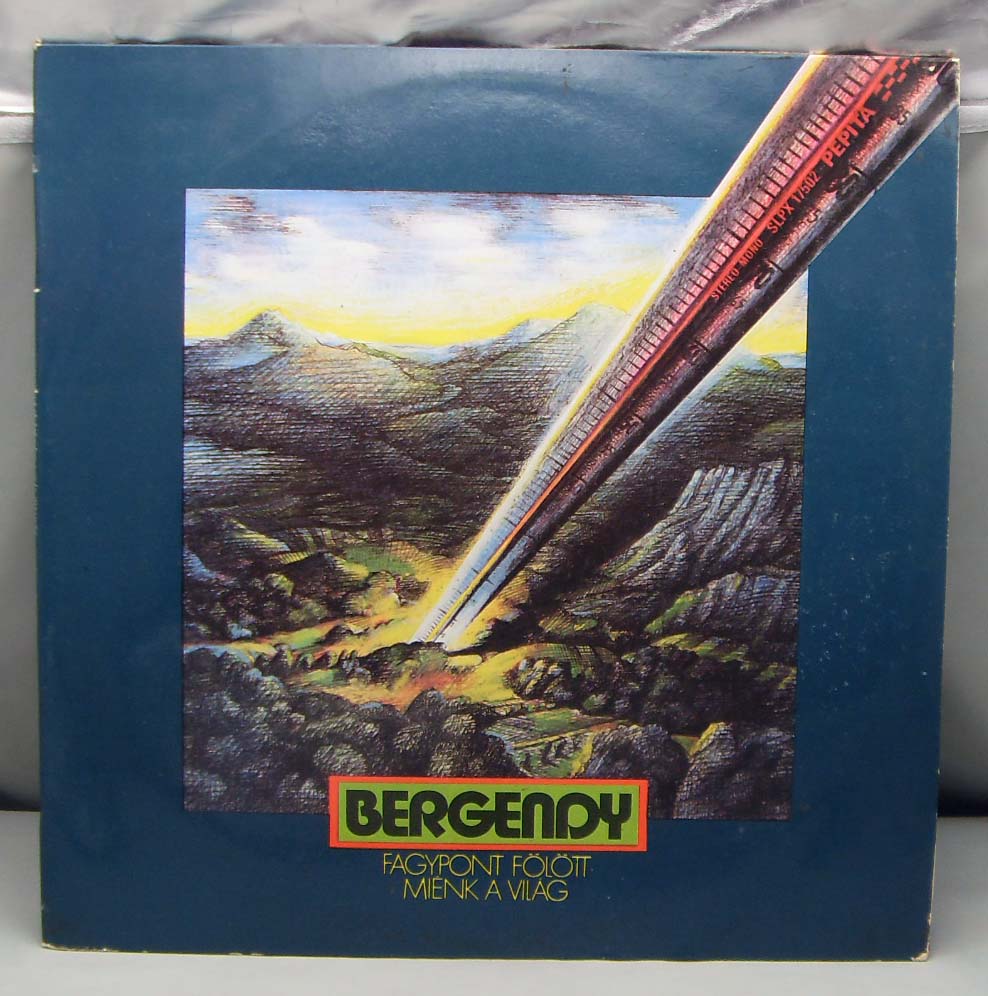 STEREO-MONO SLPX 17502 PEPITA
BERGENDY
FAGYPONT FÖLÖTT
MIÉNK A VILÁG